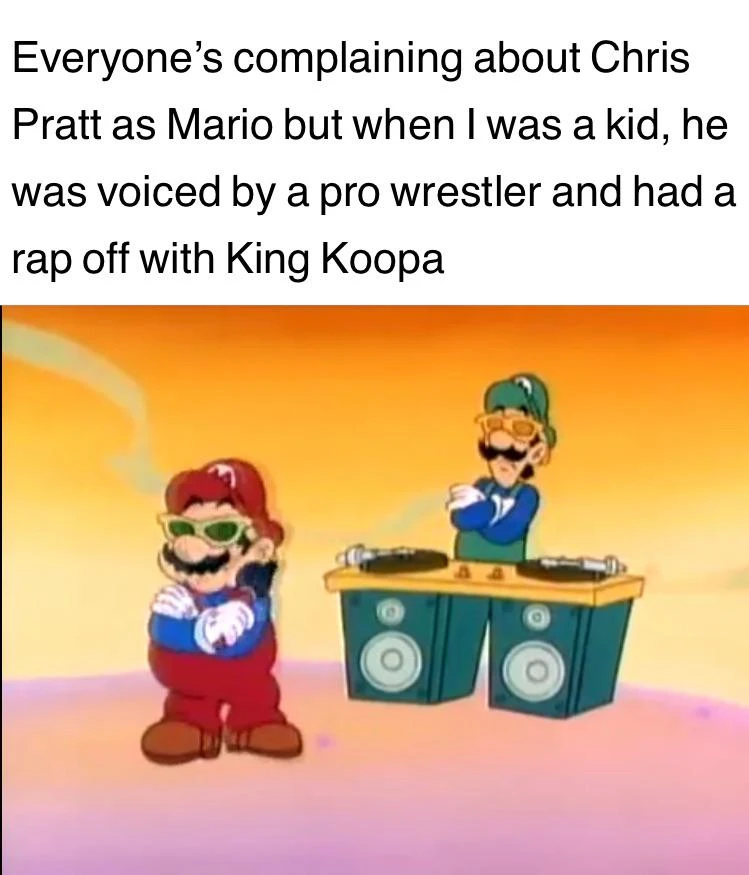 Everyone’s complaining about Chris
Pratt as Mario but when I was a kid, he
was voiced by a pro wrestler and had a
rap off with King Koopa